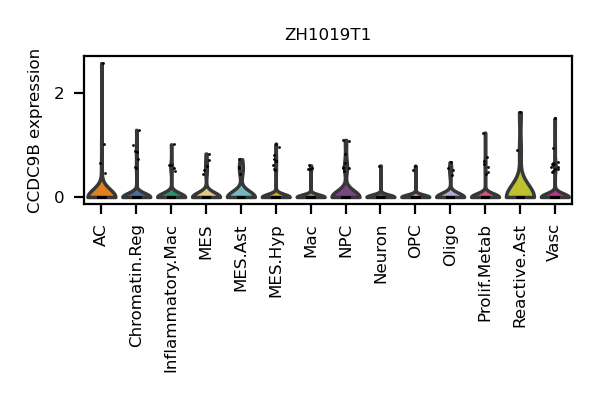 ZH1019T1
CCDC9B expression
2
0
AC
Chromatin.Reg
Inflammatory.Mac
MES
MES.Ast
MES.Hyp
Mac
NPC
Neuron
OPC
Oligo
Prolif.Metab
Reactive.Ast
Vasc